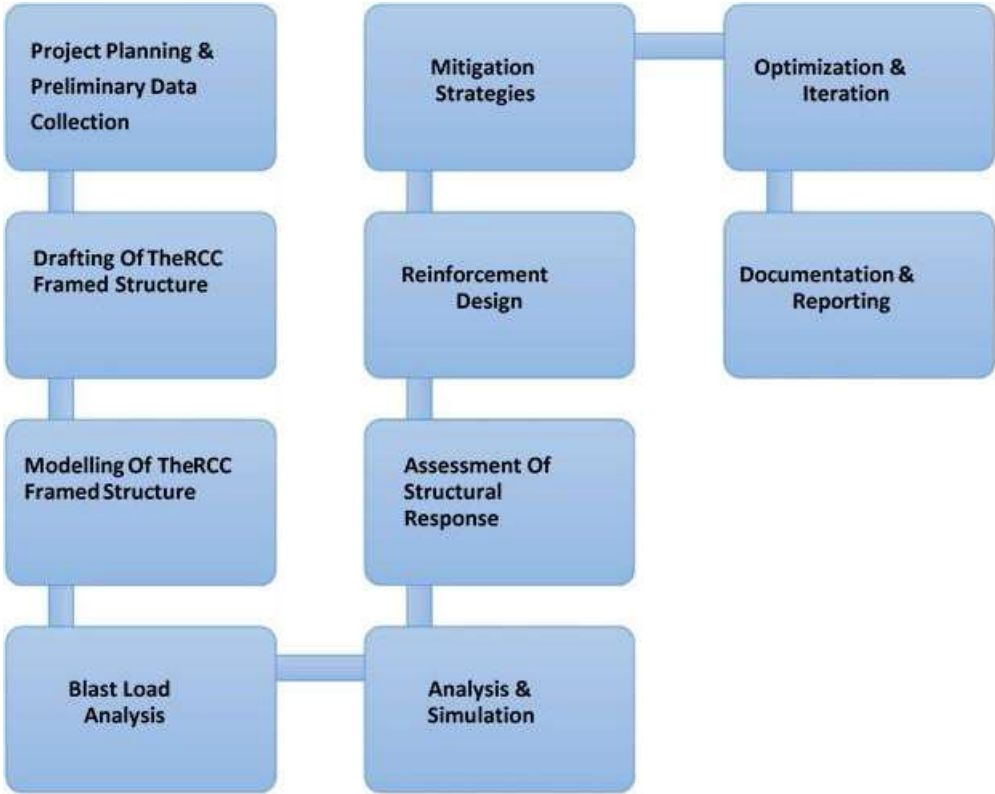 Project Planning &
Preliminary Data
Collection
Drafting Of TheRCC
Framed Structure
Modelling Of TheRCC
Framed Structure
Blast Load
Analysis
Analysis &
Simulation
Assessment Of
Structural
Response
Reinforcement
Design
Mitigation
Strategies
Optimization &
Iteration
Documentation &
Reporting